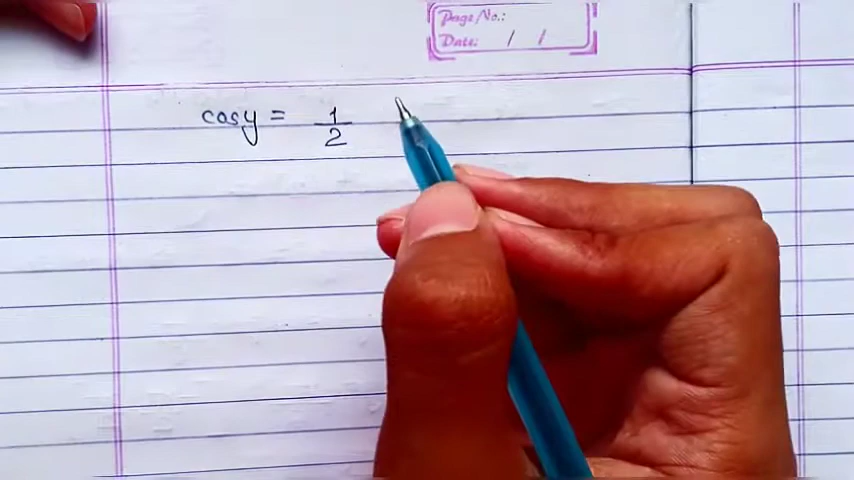 Page No.:
Date: / /
cosy = 1/2